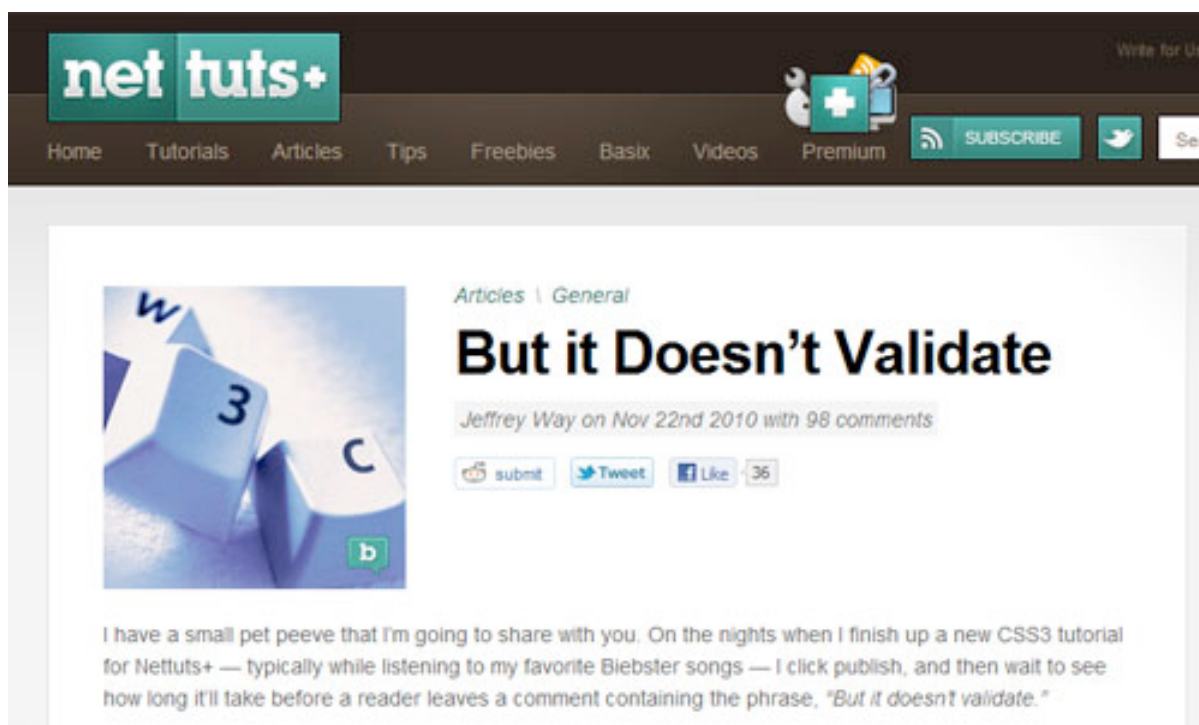 net tuts+
Write for Us
Home Tutorials Articles Tips Freebies Basix Videos Premium
SUBSCRIBE
W
3
C
b
Articles \ General
But it Doesn't Validate
Jeffrey Way on Nov 22nd 2010 with 98 comments
submit Tweet Like 36
I have a small pet peeve that I'm going to share with you. On the nights when I finish up a new CSS3 tutorial
for Nettuts+ — typically while listening to my favorite Biebster songs — I click publish, and then wait to see
how long it'll take before a reader leaves a comment containing the phrase, "But it doesn't validate."